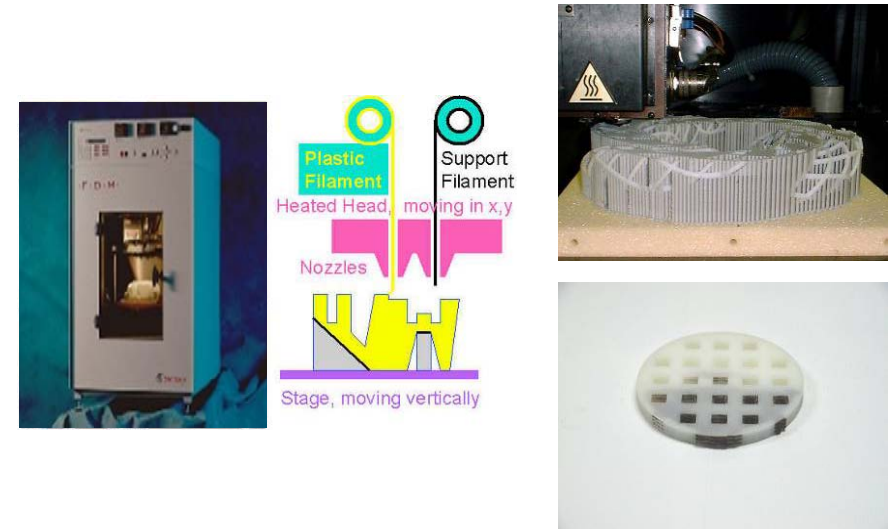 F·D·M
Plastic
Filament
Support
Filament
Heated Head, moving in x,y
Nozzles
Stage, moving vertically